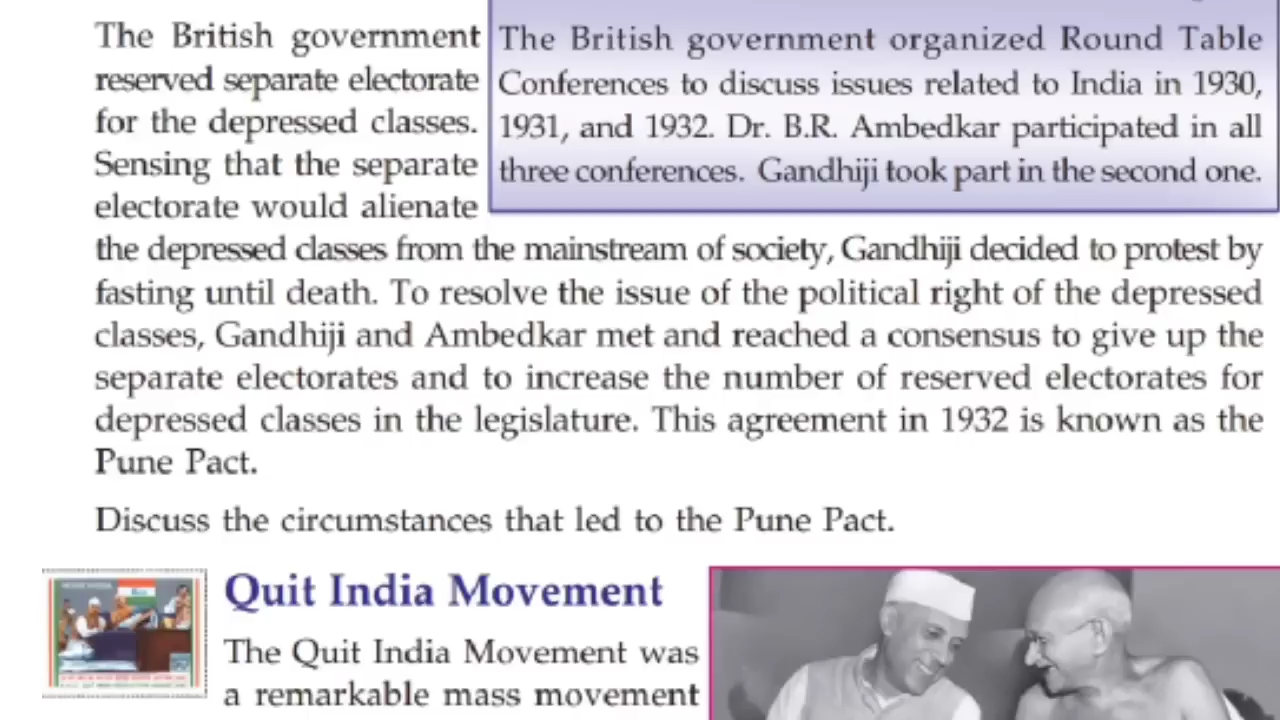 The British government
reserved separate electorate
for the depressed classes.
Sensing that the separate
electorate would alienate
The British government organized Round Table
Conferences to discuss issues related to India in 1930,
1931, and 1932. Dr. B.R. Ambedkar participated in all
three conferences. Gandhiji took part in the second one.
the depressed classes from the mainstream of society, Gandhiji decided to protest by
fasting until death. To resolve the issue of the political right of the depressed
classes, Gandhiji and Ambedkar met and reached a consensus to give up the
separate electorates and to increase the number of reserved electorates for
depressed classes in the legislature. This agreement in 1932 is known as the
Pune Pact.
Discuss the circumstances that led to the Pune Pact.
Quit India Movement
The Quit India Movement was
a remarkable mass movement